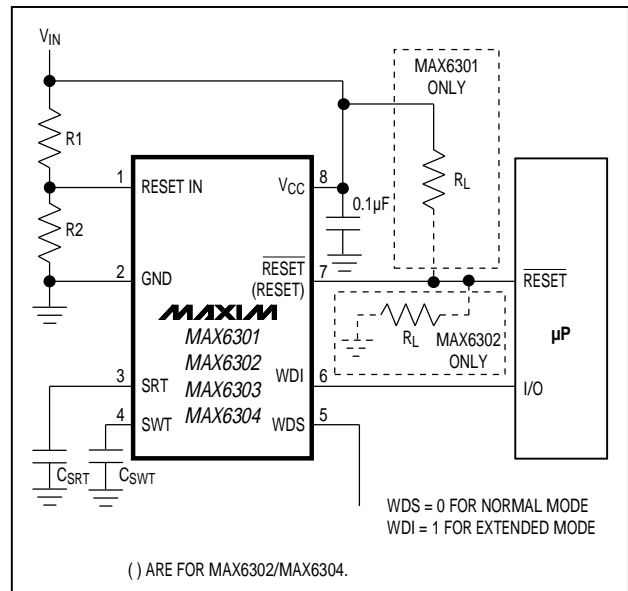 VIN
MAX6301
ONLY
R1
1
RESET IN
VCC
8
RL
0.1µF
R2
2
GND
RESET
(RESET)
7
RESET
MAXIM
MAX6301
MAX6302
MAX6303
MAX6304
RL
MAX6302
ONLY
µP
3
SRT
WDI
6
I/O
4
SWT
WDS
5
CSRT
CSWT
WDS = 0 FOR NORMAL MODE
WDI = 1 FOR EXTENDED MODE
( ) ARE FOR MAX6302/MAX6304.